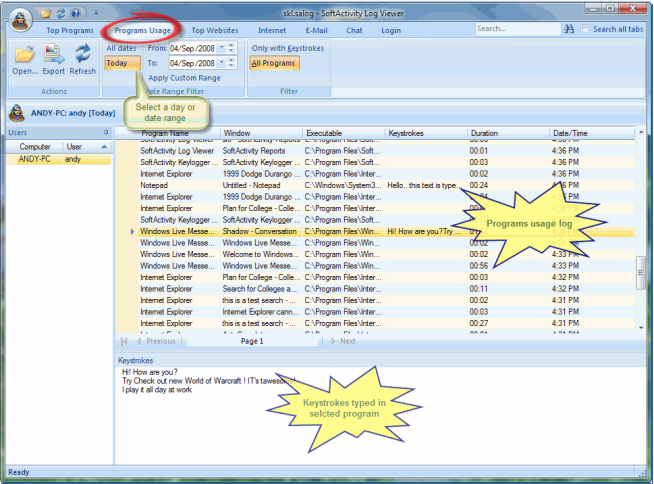 skl.salog - SoftActivity Log Viewer
Top Programs Programs Usage Top Websites Internet E-Mail Chat Login Search... Search all tabs
All dates From: 04/Sep/2008 Only with Keystrokes
Today To: 04/Sep/2008 All Programs
Open... Export Refresh
Apply Custom Range
Actions Date Range Filter Filter
Select a day or
date range
ANDY-PC: andy [Today]
Users
Computer User
ANDY-PC andy
Program Name Window Executable Keystrokes Duration Date/Time
SoftActivity Log Viewer SoftActivity Reports C:\Program Files\Soft... 00:01 4:36 PM
SoftActivity Keylogger ... SoftActivity Keylogger ... C:\Program Files\Soft... 00:03 4:36 PM
Internet Explorer 1999 Dodge Durango ... C:\Program Files\Inter... 00:02 4:36 PM
Notepad Untitled - Notepad C:\Windows\System3... Hello,. this text is type... 00:24 PM
Internet Explorer 1999 Dodge Durango ... C:\Program Files\Inter...
Internet Explorer Plan for College - Colle... C:\Program Files\Inter...
SoftActivity Keylogger ... SoftActivity Keylogger ... C:\Program Files\Soft...
Windows Live Messe... Shadow - Conversation C:\Program Files\Win... Hi! How are you?Try ...
Windows Live Messe... Windows Live Messe... C:\Program Files\Win... 00:02 PM
Windows Live Messe... Welcome to Windows... C:\Program Files\Win... 00:02 4:33 PM
Windows Live Messe... Windows Live Messe... C:\Program Files\Win... 00:56 4:33 PM
Internet Explorer Plan for College - Colle... C:\Program Files\Inter... 00:03 4:32 PM
Internet Explorer Search for Colleges a... C:\Program Files\Inter... 00:11 4:32 PM
Internet Explorer this is a test search - ... C:\Program Files\Inter... 00:02 4:31 PM
Internet Explorer Internet Explorer cann... C:\Program Files\Inter... 00:03 4:31 PM
Internet Explorer this is a test search - ... C:\Program Files\Inter... 00:27 4:31 PM
Programs usage log
Previous Page 1 Next
Keystrokes
Hi! How are you?
Try Check out new World of Warcraft ! IT's tawesome!
I play it all day at work
Keystrokes typed in
selcted program
Ready